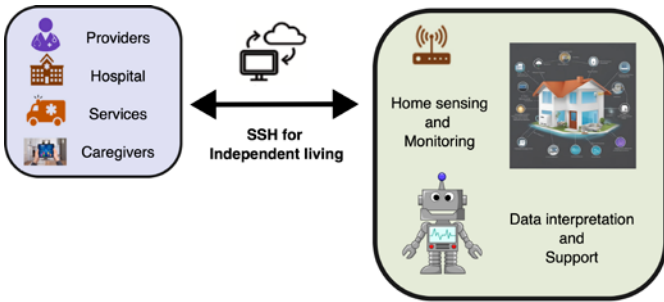 Providers
Hospital
Services
Caregivers
SSH for
Independent living
Home sensing
and
Monitoring
Data interpretation
and
Support